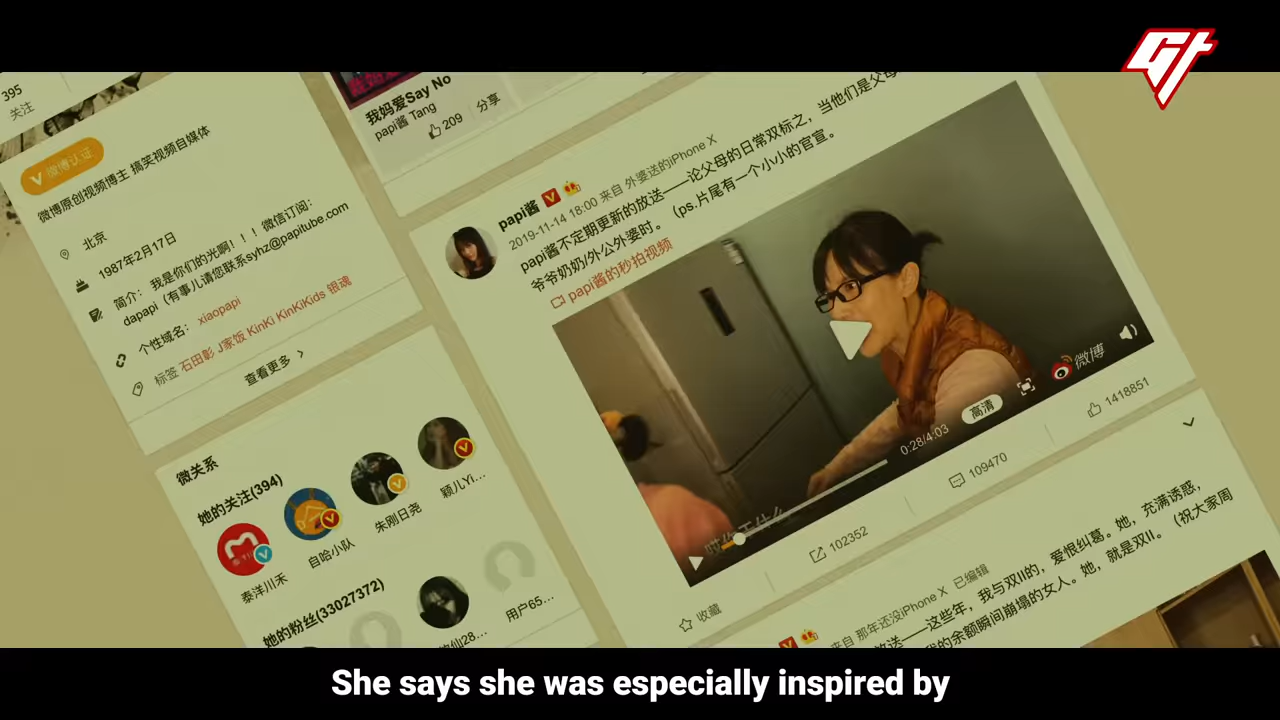 GT
395
关注
微博认证
微博原创视频博主 搞笑视频自媒体
北京
1987年2月17日
简介： 我是你们的光啊！！！微信订阅：
dapapi（有事儿请您联系syhz@papitube.com
个性域名： xiaopapi
标签 石田彰 J家饭 KinKi KinKiKids 银魂
查看更多 >
微关系
她的关注(394)
泰洋川禾
自哈小队
朱刚日尧
颖儿Yi...
她的粉丝(33027372)
用户65...
我妈爱Say No
papi酱 Tang
209
分享
papi酱
2019-11-14 18:00 来自 外婆送的iPhone X
papi酱不定期更新的放送——论父母的日常双标之，当他们是父母
爷爷奶奶/外公外婆时。（ps.片尾有一个小小的官宣。
papi酱的秒拍视频
0:28/4:03
高清
微博
收藏
102352
109470
1418851
来自 那年还没iPhone X 已编辑
放送——这些年，我与双II的，爱恨纠葛。她，充满诱惑，
的余额瞬间崩塌的女人。她，就是双II。（祝大家周
She says she was especially inspired by